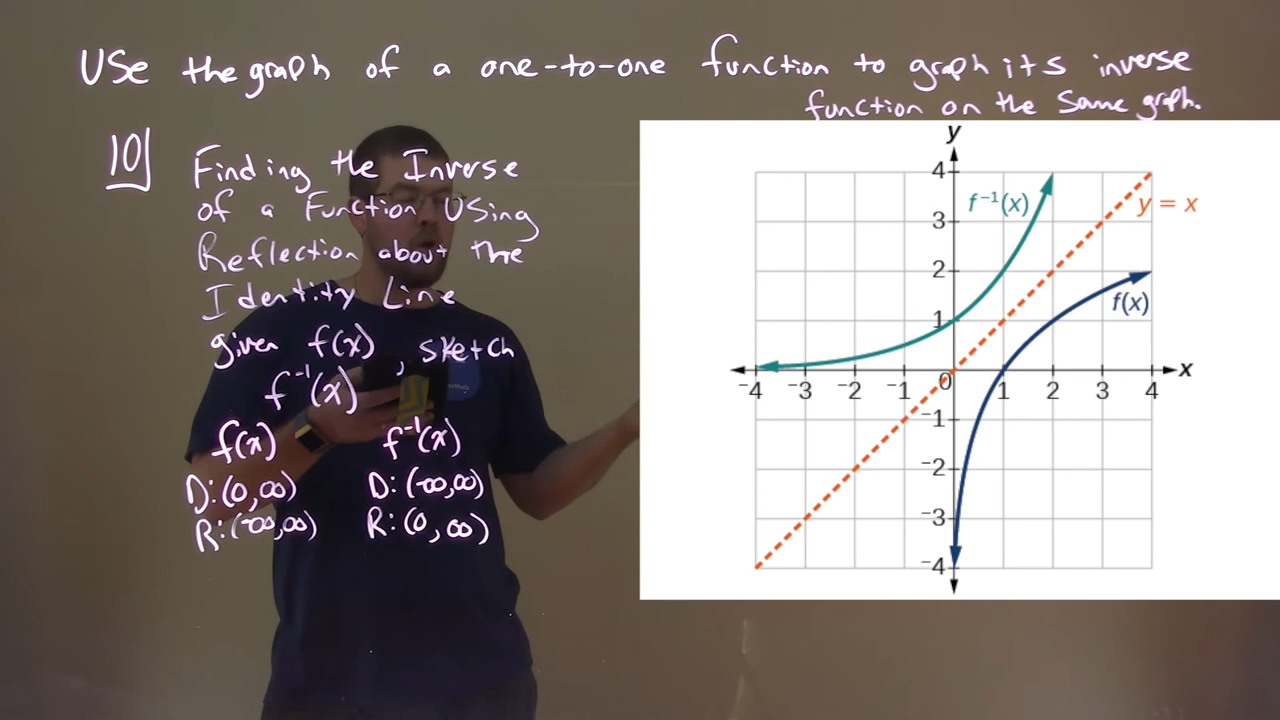 Use the graph of a one-to-one function to graph its inverse
function on the same graph.
10
Finding the Inverse
of a Function Using
Reflection about the
Identity Line
given f(x), sketch
f⁻¹(x)
f(x) f⁻¹(x)
D:(0,∞) D:(-∞,∞)
R:(-∞,∞) R:(0,∞)
y
4
f⁻¹(x)
y = x
3
2
f(x)
1
x
-4 -3 -2 -1 0 1 2 3 4
-1
-2
-3
-4